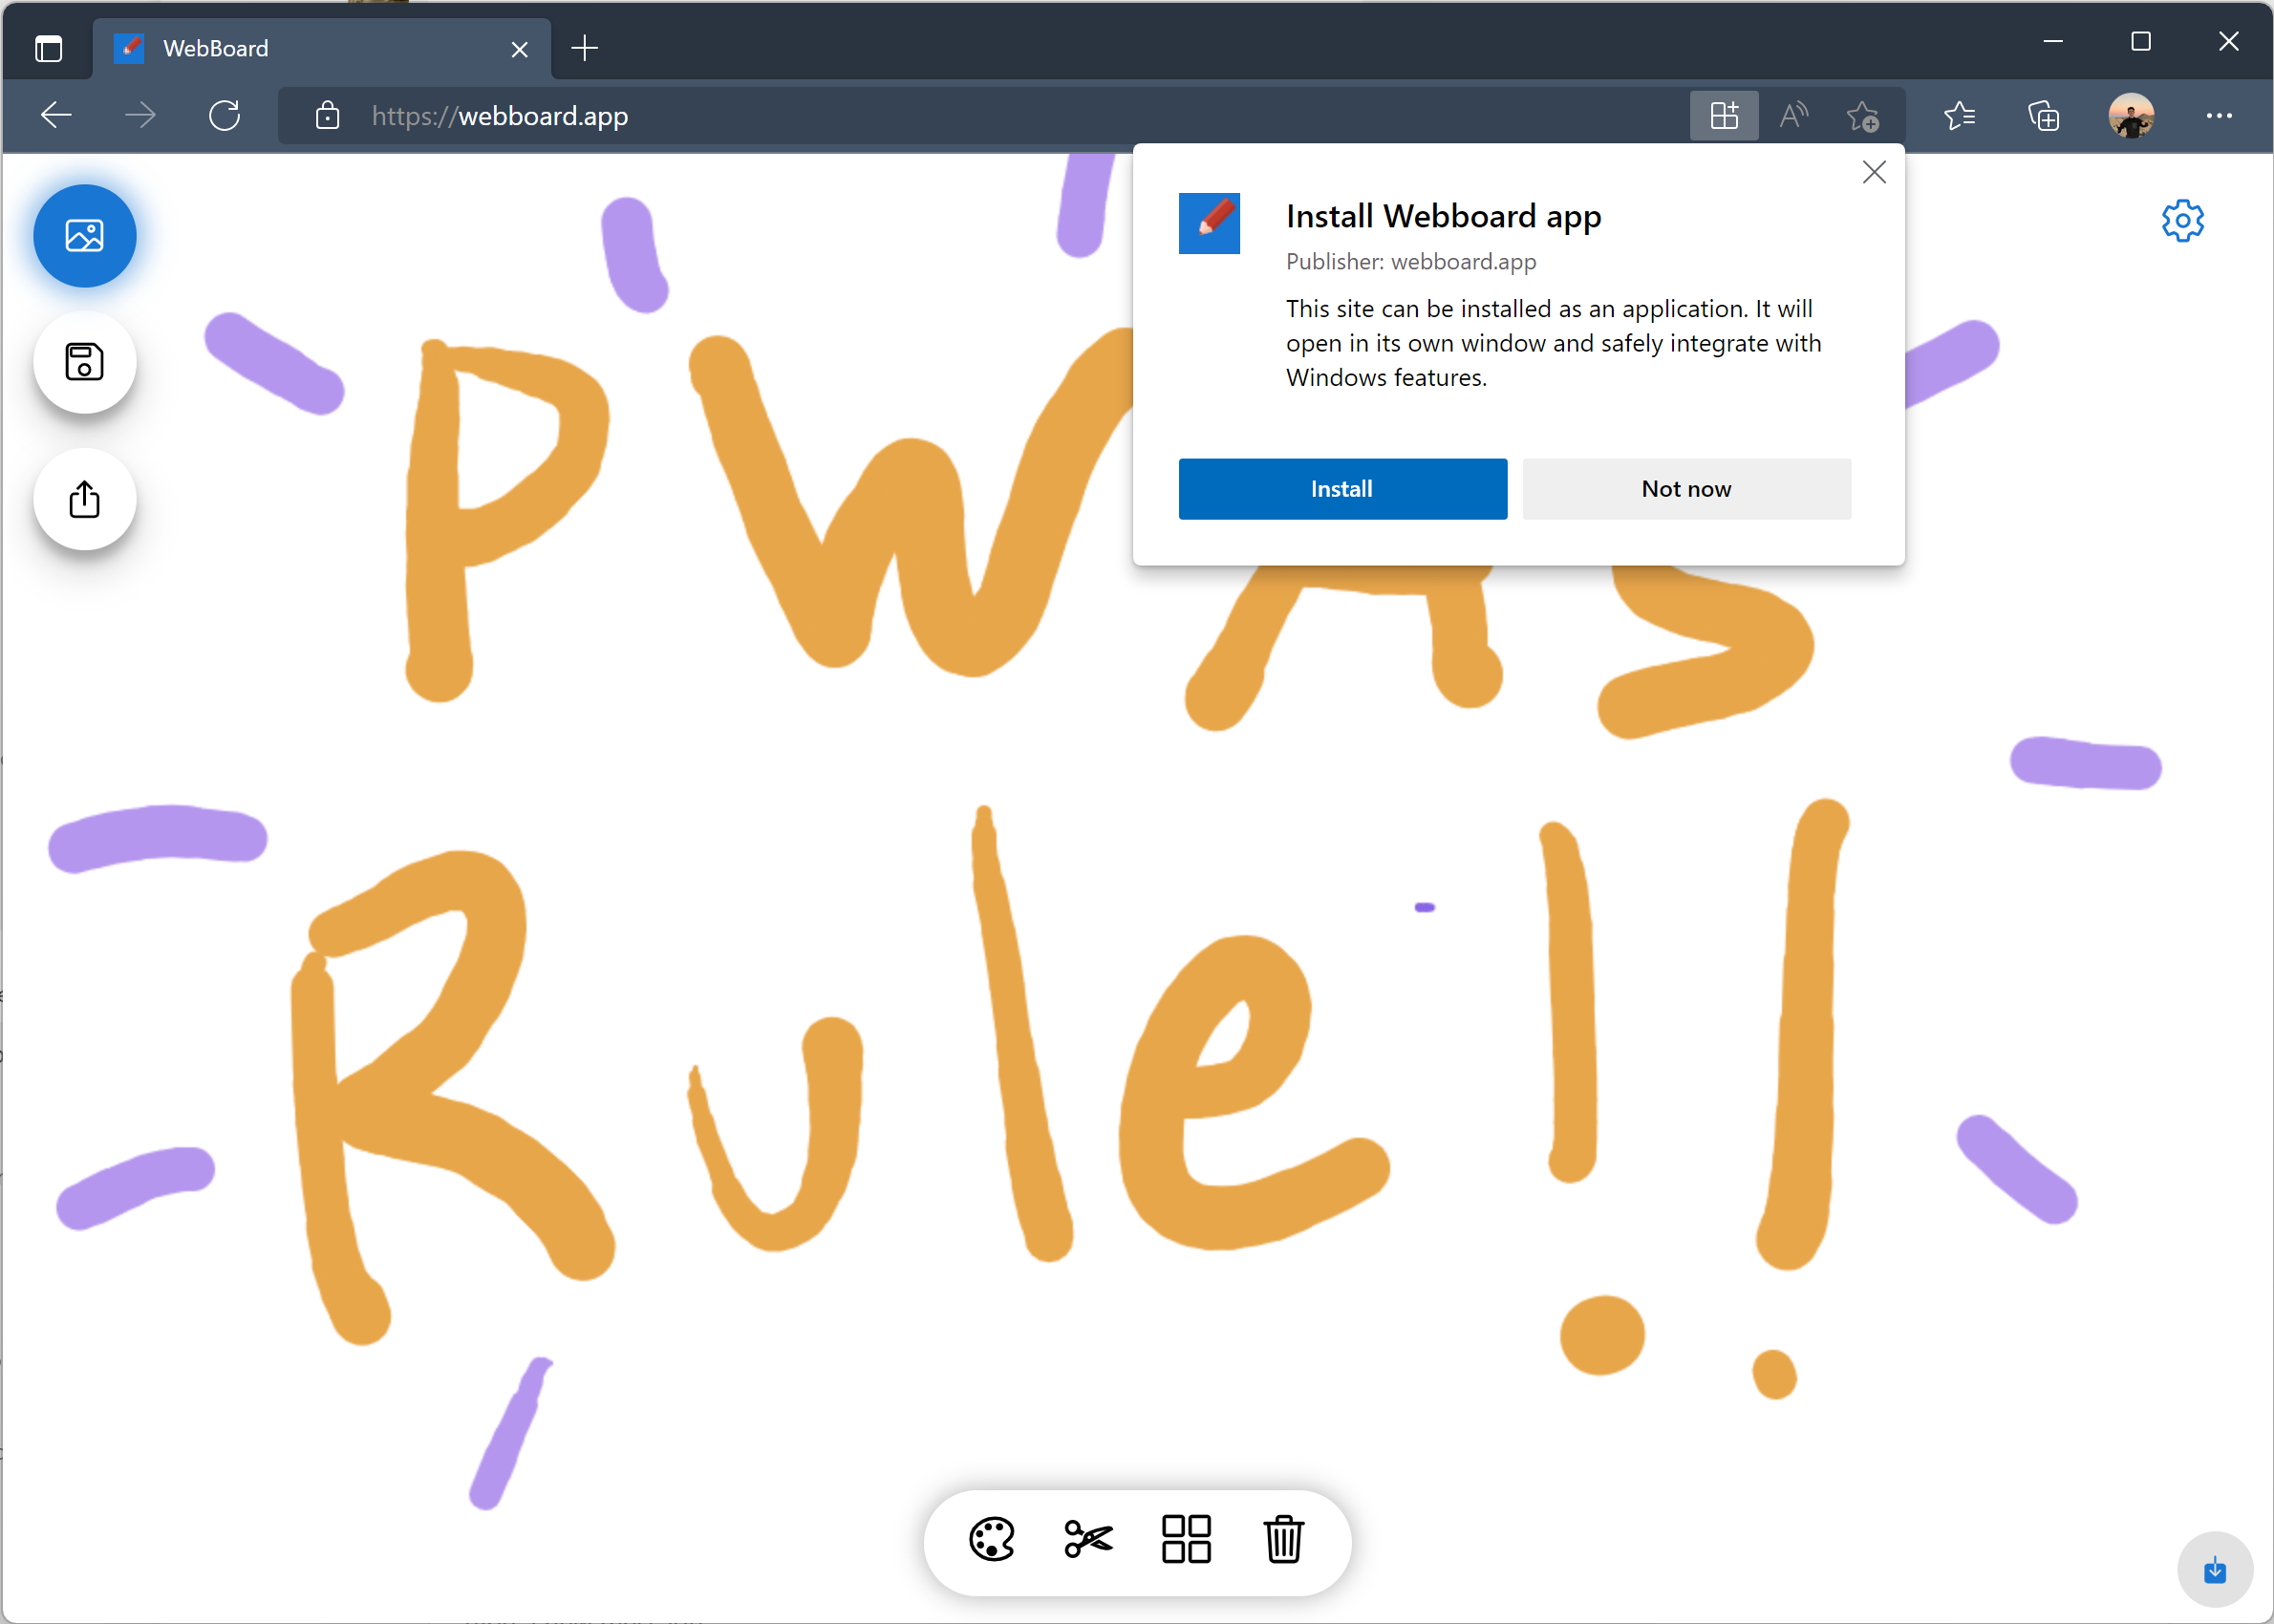 WebBoard
https://webboard.app
Install Webboard app
Publisher: webboard.app
This site can be installed as an application. It will
open in its own window and safely integrate with
Windows features.
Install Not now
PWAs
Rule!!